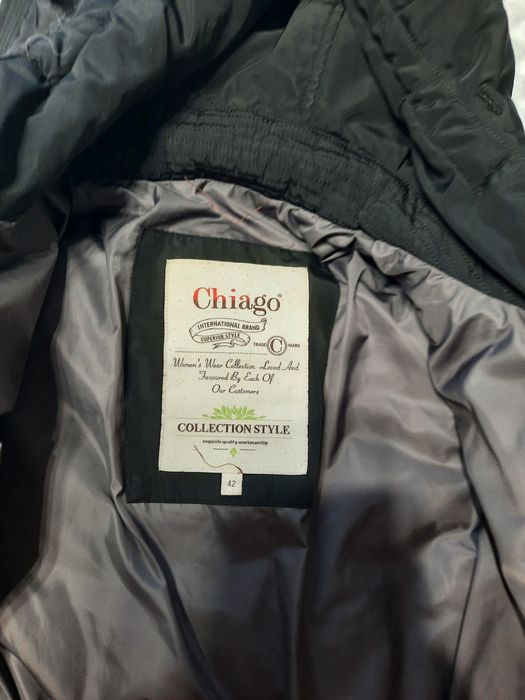 Chiago®
INTERNATIONAL BRAND
SUPERIOR STYLE
TRADE C MARK
Women's Wear Collection Loved And
Favoured By Each Of
Our Customers
COLLECTION STYLE
exquisite quality workmanship
42